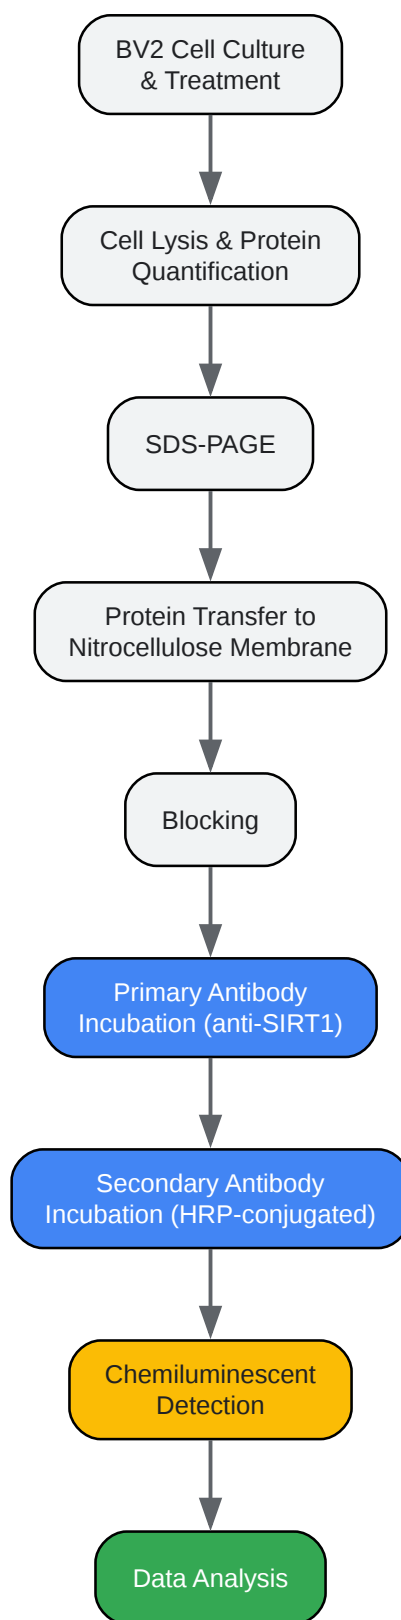 BV2 Cell Culture
& Treatment
Cell Lysis & Protein
Quantification
SDS-PAGE
Protein Transfer to
Nitrocellulose Membrane
Blocking
Primary Antibody
Incubation (anti-SIRT1)
Secondary Antibody
Incubation (HRP-conjugated)
Chemiluminescent
Detection
Data Analysis